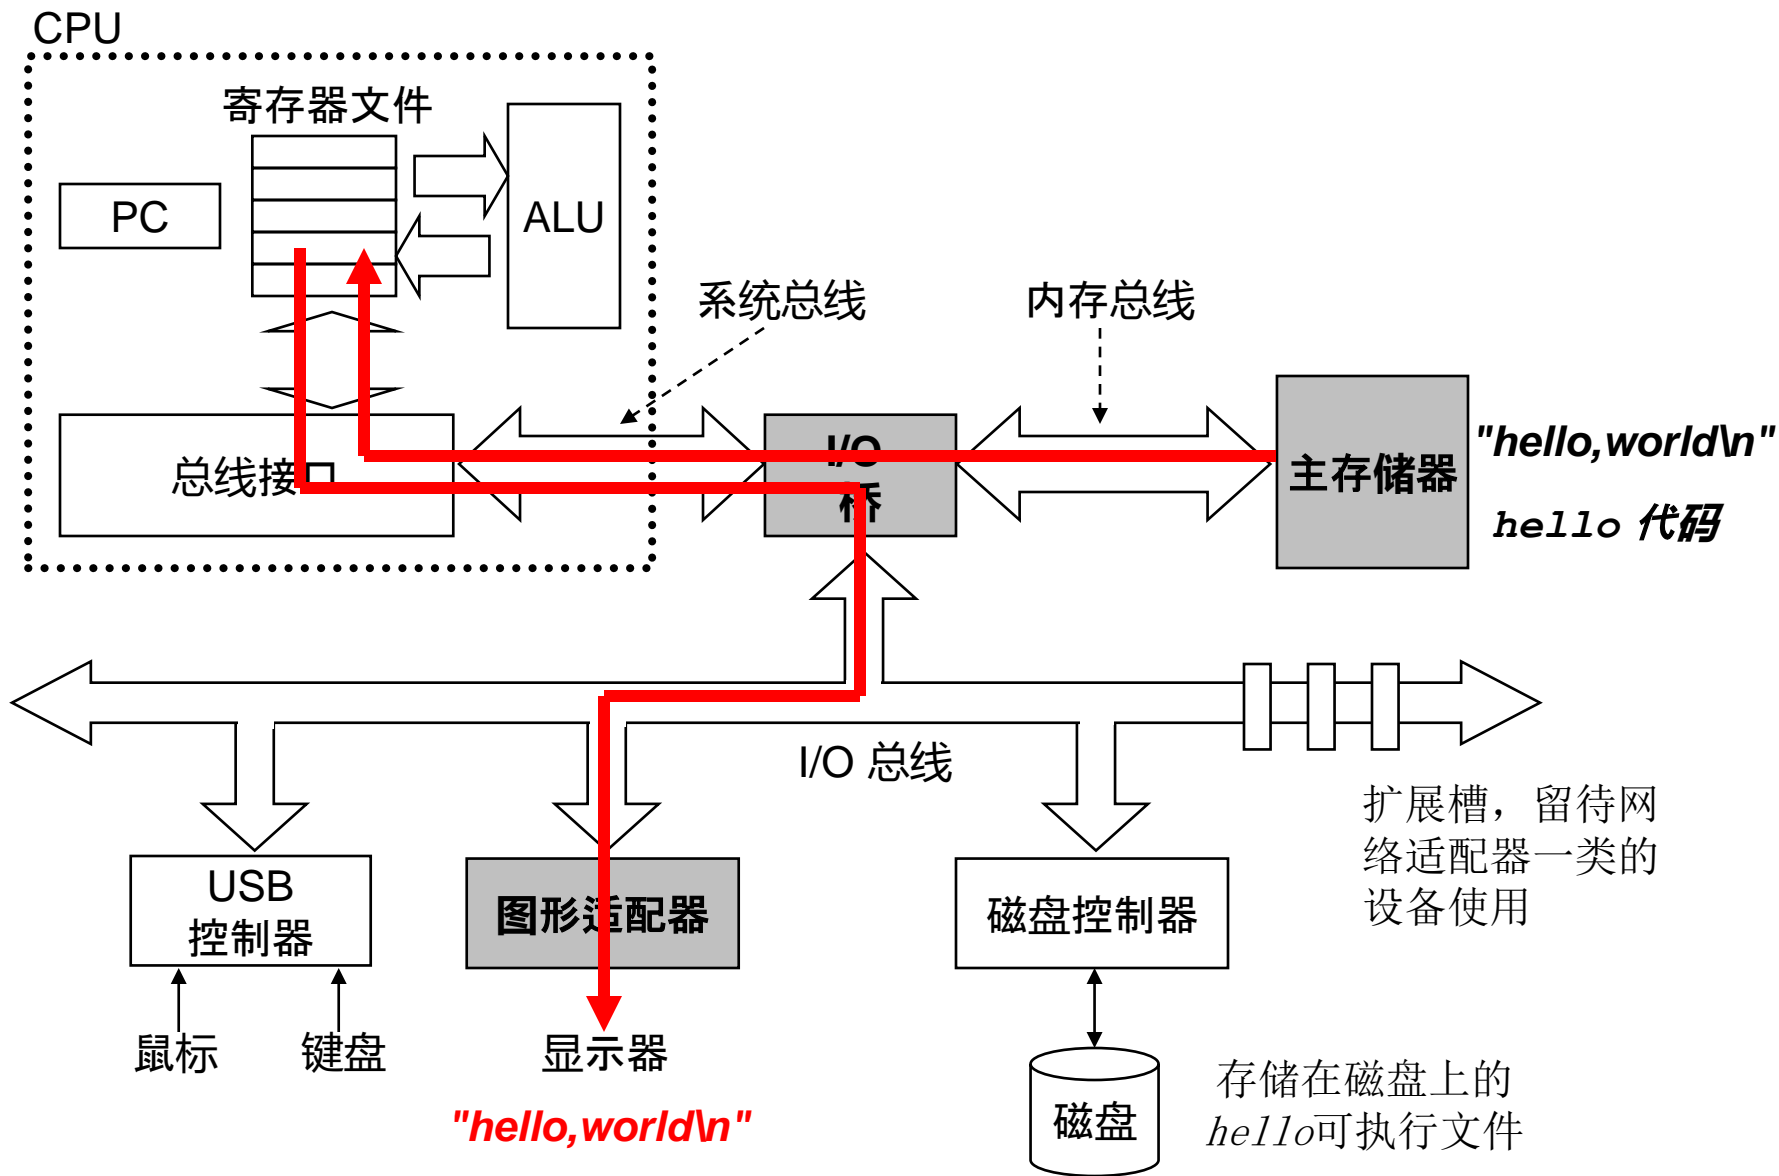 CPU
寄存器文件
PC
ALU
系统总线
内存总线
总线接口
I/O
桥
主存储器
"hello,world\n"
hello 代码
I/O 总线
扩展槽，留待网
络适配器一类的
设备使用
USB
控制器
图形适配器
磁盘控制器
鼠标
键盘
显示器
"hello,world\n"
磁盘
存储在磁盘上的
hello可执行文件